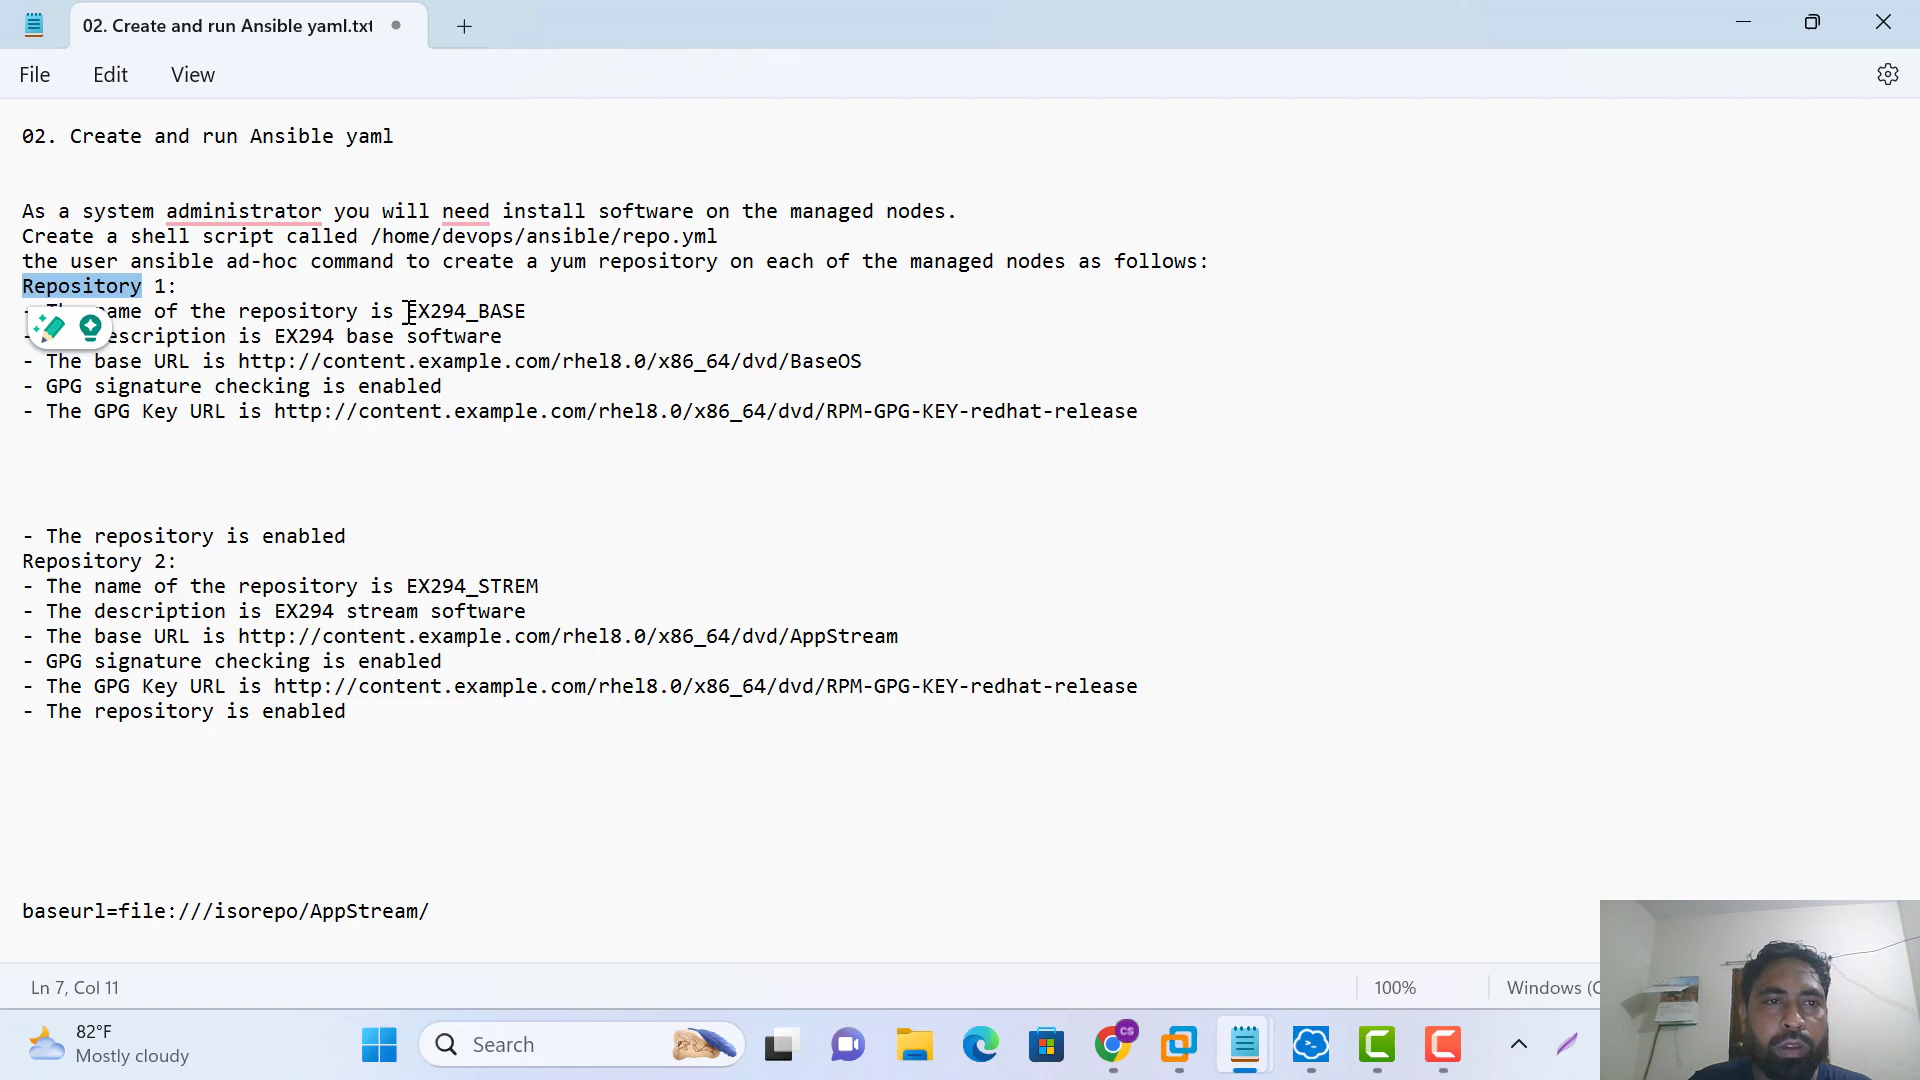 02. Create and run Ansible yaml.txt
File Edit View
02. Create and run Ansible yaml
As a system administrator you will need install software on the managed nodes.
Create a shell script called /home/devops/ansible/repo.yml
the user ansible ad-hoc command to create a yum repository on each of the managed nodes as follows:
Repository 1:
- name of the repository is EX294_BASE
- description is EX294 base software
- The base URL is http://content.example.com/rhel8.0/x86_64/dvd/BaseOS
- GPG signature checking is enabled
- The GPG Key URL is http://content.example.com/rhel8.0/x86_64/dvd/RPM-GPG-KEY-redhat-release
- The repository is enabled
Repository 2:
- The name of the repository is EX294_STREM
- The description is EX294 stream software
- The base URL is http://content.example.com/rhel8.0/x86_64/dvd/AppStream
- GPG signature checking is enabled
- The GPG Key URL is http://content.example.com/rhel8.0/x86_64/dvd/RPM-GPG-KEY-redhat-release
- The repository is enabled
baseurl=file:///isorepo/AppStream/
Ln 7, Col 11
100%
Windows (
82°F
Mostly cloudy
Search
CS